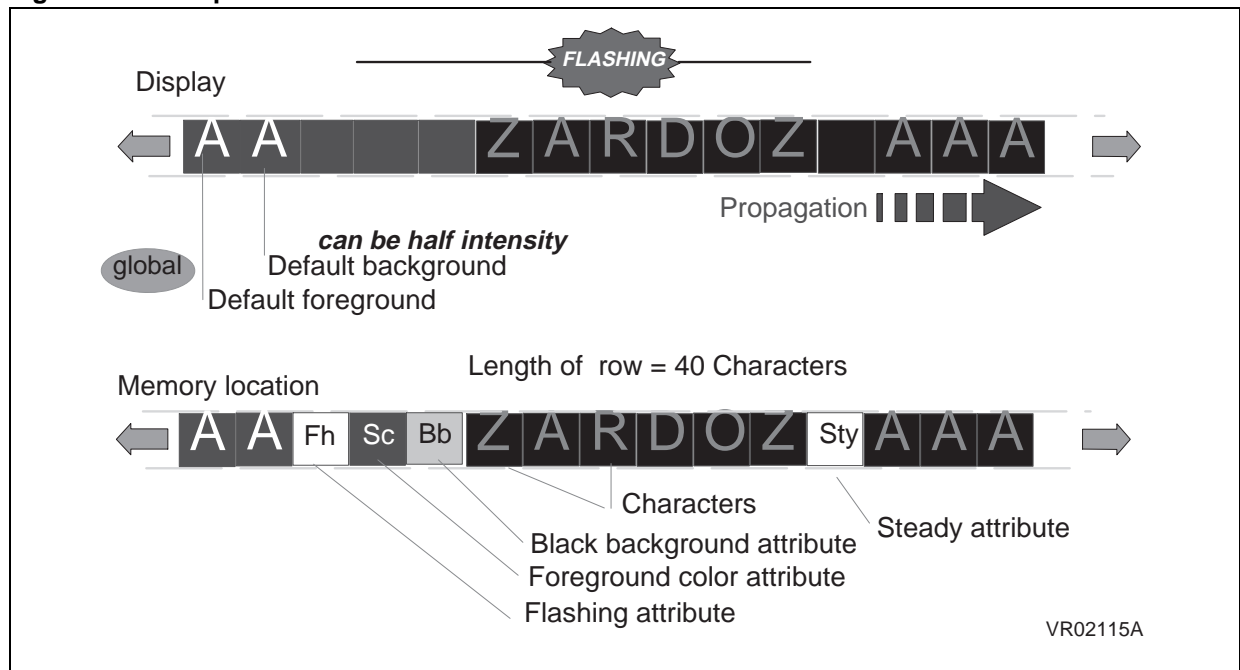 FLASHING
Display
A A Z A R D O Z A A A
Propagation
can be half intensity
global
Default background
Default foreground
Length of row = 40 Characters
Memory location
A A Fh Sc Bb Z A R D O Z Sty A A A
Characters
Steady attribute
Black background attribute
Foreground color attribute
Flashing attribute
VR02115A